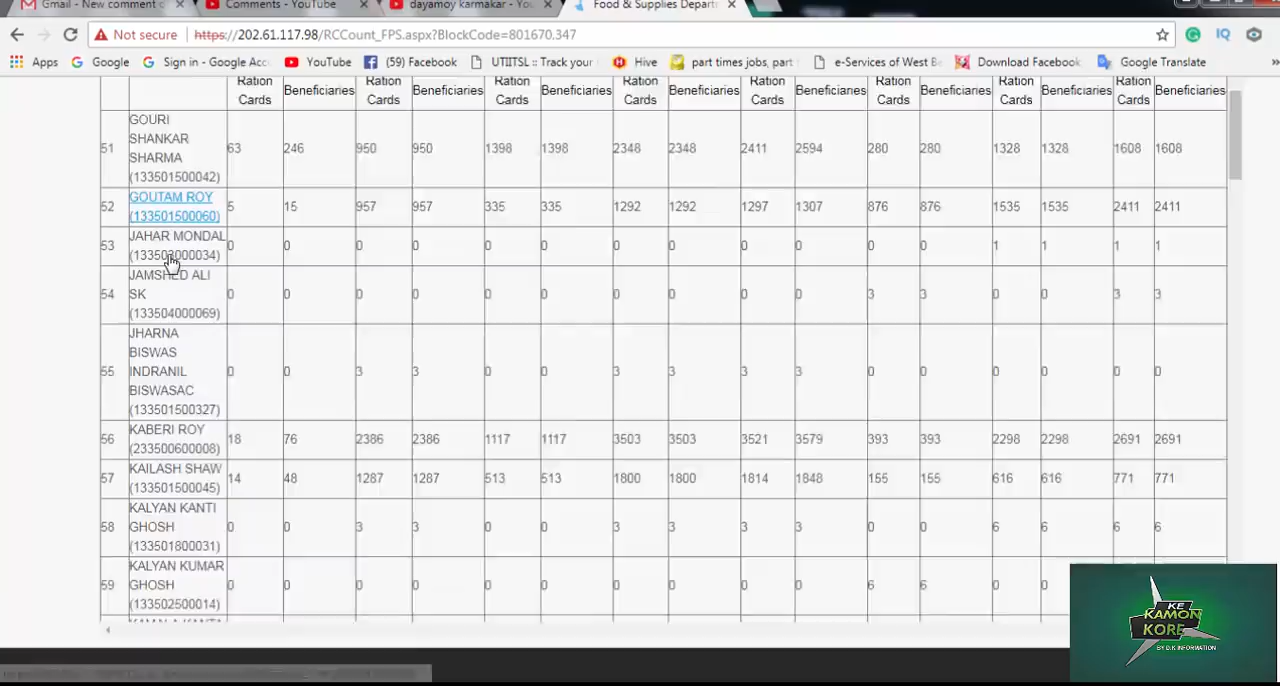 Gmail - New comment o
Comments - YouTube
dayamoy karmakar - You
Food & Supplies Depart
Not secure
https://202.61.117.98/RCCount_FPS.aspx?BlockCode=801670.347
Apps Google Sign in - Google Acc YouTube (59) Facebook UTIITSL :: Track your Hive part times jobs, part e-Services of West B Download Facebook Google Translate
Ration Cards Beneficiaries Ration Cards Beneficiaries Ration Cards Beneficiaries Ration Cards Beneficiaries Ration Cards Beneficiaries Ration Cards Beneficiaries Ration Cards Beneficiaries Ration Cards Beneficiaries
51 GOURI SHANKAR SHARMA (133501500042) 63 246 950 950 1398 1398 2348 2348 2411 2594 280 280 1328 1328 1608 1608
52 GOUTAM ROY (133501500060) 5 15 957 957 335 335 1292 1292 1297 1307 876 876 1535 1535 2411 2411
53 JAHAR MONDAL (133503000034) 0 0 0 0 0 0 0 0 0 0 0 0 1 1 1 1
54 JAMSHED ALI SK (133504000069) 0 0 0 0 0 0 0 0 0 0 3 3 0 0 3 3
55 JHARNA BISWAS INDRANIL BISWASAC (133501500327) 0 0 3 3 0 0 3 3 3 3 0 0 0 0 0 0
56 KABERI ROY (233500600008) 18 76 2386 2386 1117 1117 3503 3503 3521 3579 393 393 2298 2298 2691 2691
57 KAILASH SHAW (133501500045) 14 48 1287 1287 513 513 1800 1800 1814 1848 155 155 616 616 771 771
58 KALYAN KANTI GHOSH (133501800031) 0 0 3 3 0 0 3 3 3 3 0 0 6 6 6 6
59 KALYAN KUMAR GHOSH (133502500014) 0 0 0 0 0 0 0 0 0 0 6 6 0 0
KE
KAMON
KORE
BY D.K INFORMATION